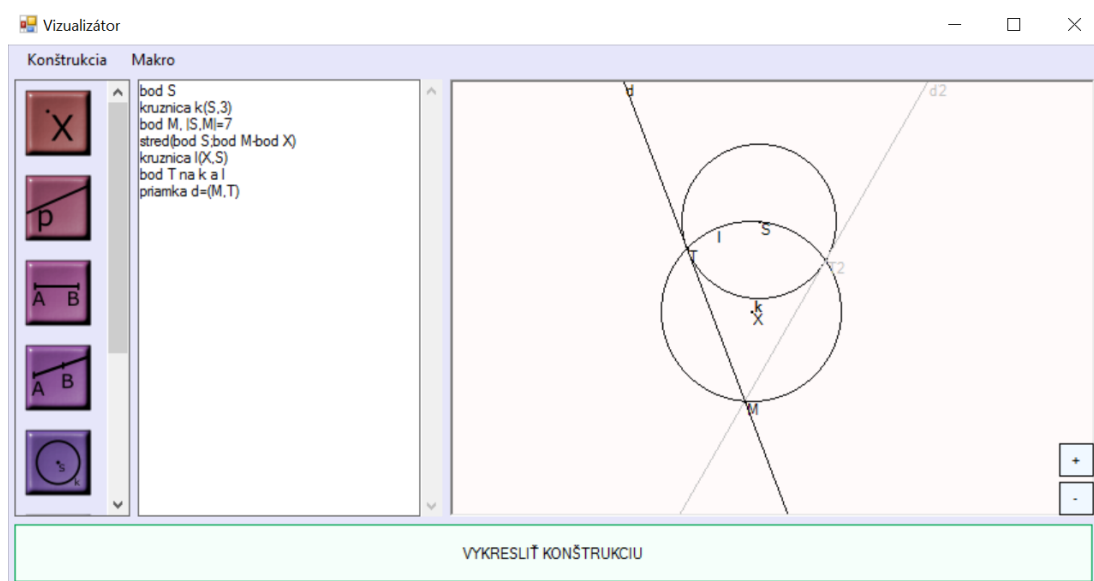 Vizualizátor
Konštrukcia Makro
X
p
A B
A B
S k
bod S
kruznica k(S,3)
bod M, |S,M|=7
stred(bod S;bod M-bod X)
kruznica l(X,S)
bod T na k a l
priamka d=(M,T)
d
d2
S
l
T
T2
k
X
M
+
-
VYKRESLIŤ KONŠTRUKCIU